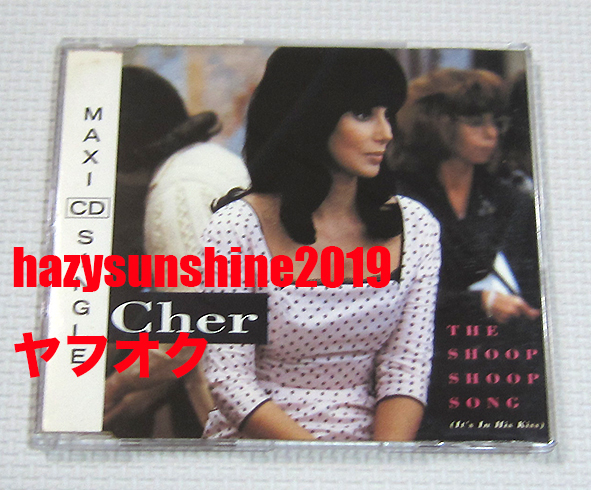 MAXI CD SINGLE
hazysunshine2019
Cher
ヤフオク
THE
SHOOP
SHOOP
SONG
(It's In His Kiss)